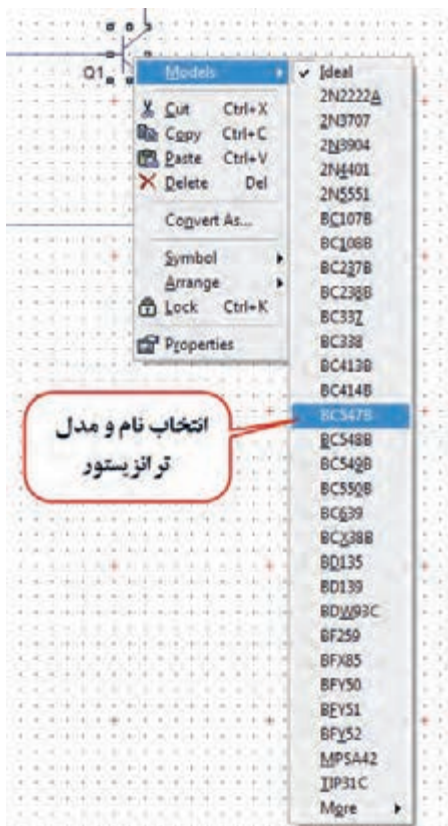 Q1
Models
Cut Ctrl+X
Copy Ctrl+C
Paste Ctrl+V
Delete Del
Convert As...
Symbol
Arrange
Lock Ctrl+K
Properties
Ideal
2N2222A
2N3707
2N3904
2N4401
2N5551
BC107B
BC108B
BC237B
BC238B
BC337
BC338
BC413B
BC414B
BC547B
BC548B
BC549B
BC550B
BC639
BCX38B
BD135
BD139
BDW93C
BF259
BFX85
BFY50
BFY51
BFY52
MPSA42
TIP31C
More
انتخاب نام و مدل
ترانزیستور